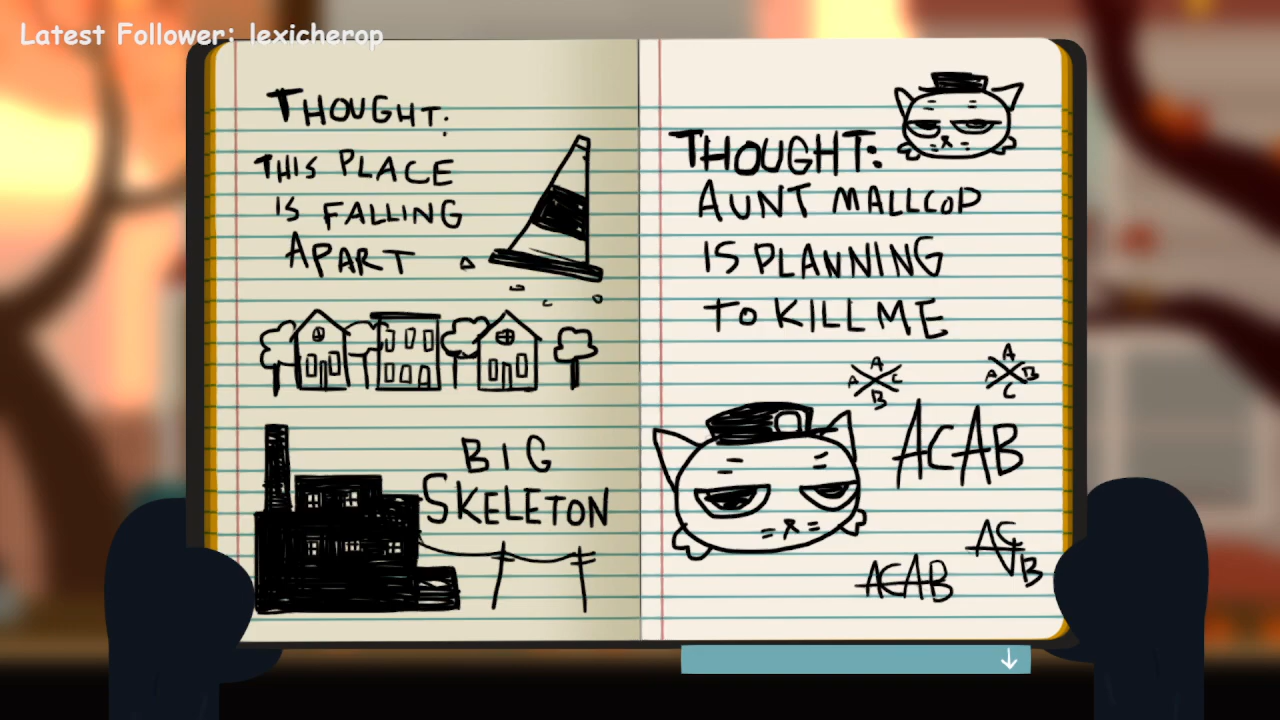 Latest Follower: lexicherop
THOUGHT:
THIS PLACE
IS FALLING
APART
BIG
SKELETON
THOUGHT:
AUNT MALLCOP
IS PLANNING
TO KILL ME
A
A C
B
A
A B
C
ACAB
ACAB
ACAB